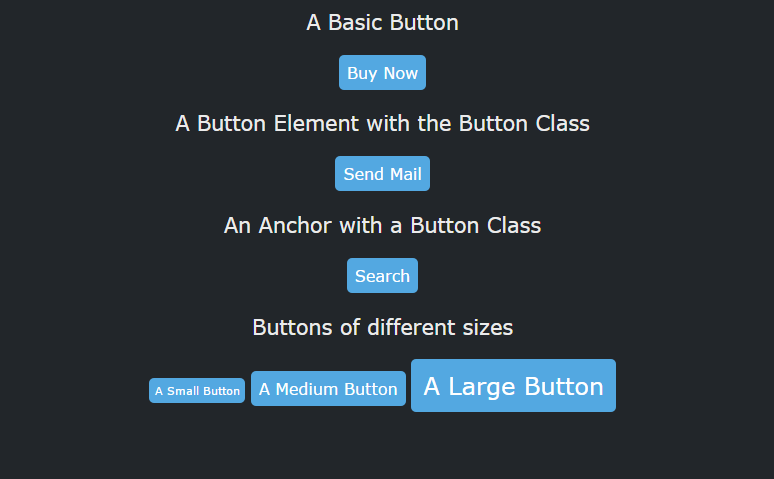 A Basic Button
Buy Now
A Button Element with the Button Class
Send Mail
An Anchor with a Button Class
Search
Buttons of different sizes
A Small Button A Medium Button A Large Button